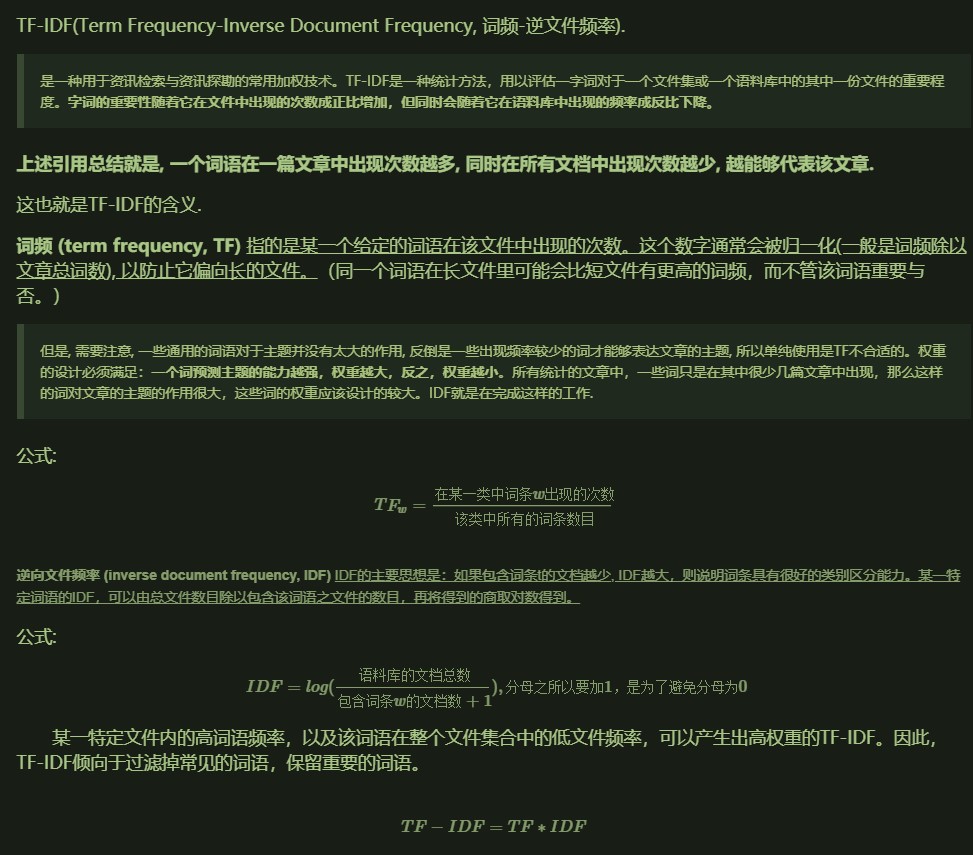 TF-IDF(Term Frequency-Inverse Document Frequency, 词频-逆文件频率).
是一种用于资讯检索与资讯探勘的常用加权技术。TF-IDF是一种统计方法，用以评估一字词对于一个文件集或一个语料库中的其中一份文件的重要程
度。字词的重要性随着它在文件中出现的次数成正比增加，但同时会随着它在语料库中出现的频率成反比下降。
上述引用总结就是, 一个词语在一篇文章中出现次数越多, 同时在所有文档中出现次数越少, 越能够代表该文章.
这也就是TF-IDF的含义.
词频 (term frequency, TF) 指的是某一个给定的词语在该文件中出现的次数。这个数字通常会被归一化(一般是词频除以
文章总词数), 以防止它偏向长的文件。（同一个词语在长文件里可能会比短文件有更高的词频，而不管该词语重要与
否。）
但是, 需要注意, 一些通用的词语对于主题并没有太大的作用, 反倒是一些出现频率较少的词才能够表达文章的主题, 所以单纯使用是TF不合适的。权重
的设计必须满足：一个词预测主题的能力越强，权重越大，反之，权重越小。所有统计的文章中，一些词只是在其中很少几篇文章中出现，那么这样
的词对文章的主题的作用很大，这些词的权重应该设计的较大。IDF就是在完成这样的工作.
公式:
TF_w = 在某一类中词条w出现的次数 / 该类中所有的词条数目
逆向文件频率 (inverse document frequency, IDF) IDF的主要思想是：如果包含词条t的文档越少, IDF越大，则说明词条具有很好的类别区分能力。某一特
定词语的IDF，可以由总文件数目除以包含该词语之文件的数目，再将得到的商取对数得到。
公式:
IDF = log(语料库的文档总数 / 包含词条w的文档数 + 1), 分母之所以要加1，是为了避免分母为0
某一特定文件内的高词语频率，以及该词语在整个文件集合中的低文件频率，可以产生出高权重的TF-IDF。因此，
TF-IDF倾向于过滤掉常见的词语，保留重要的词语。
TF − IDF = TF ∗ IDF